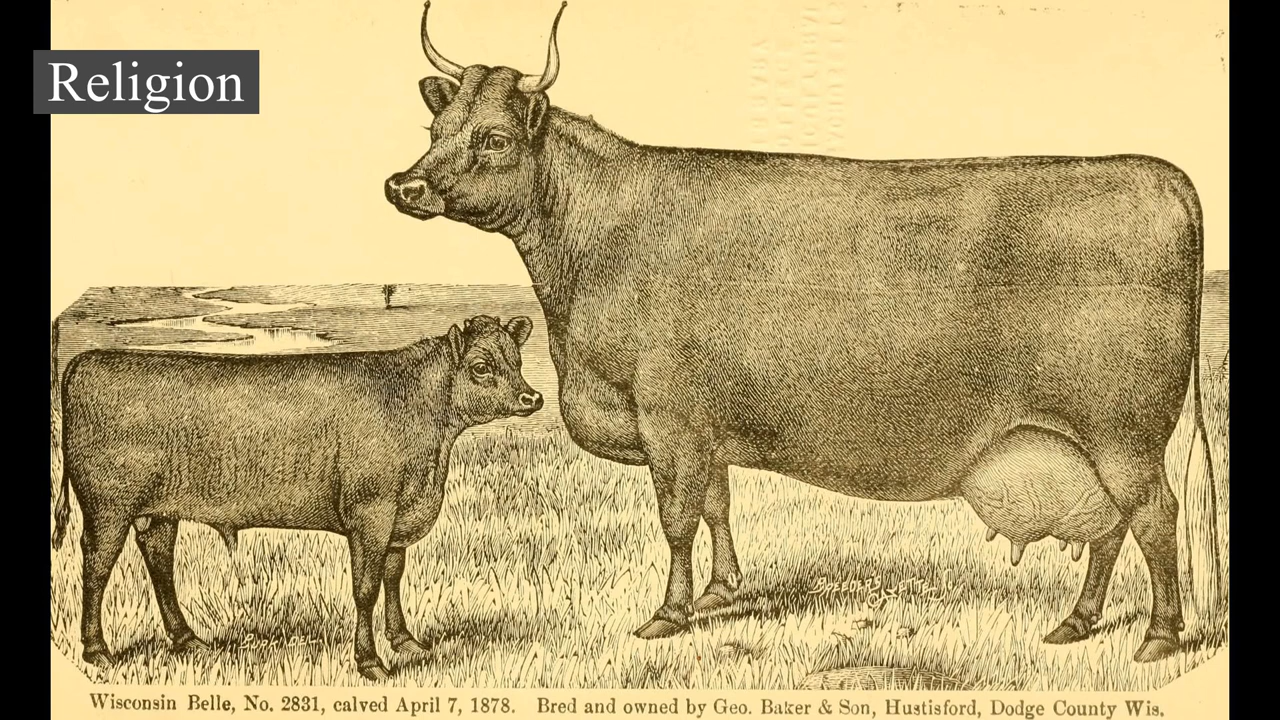 Religion
Wisconsin Belle, No. 2831, calved April 7, 1878. Bred and owned by Geo. Baker & Son, Hustisford, Dodge County Wis.